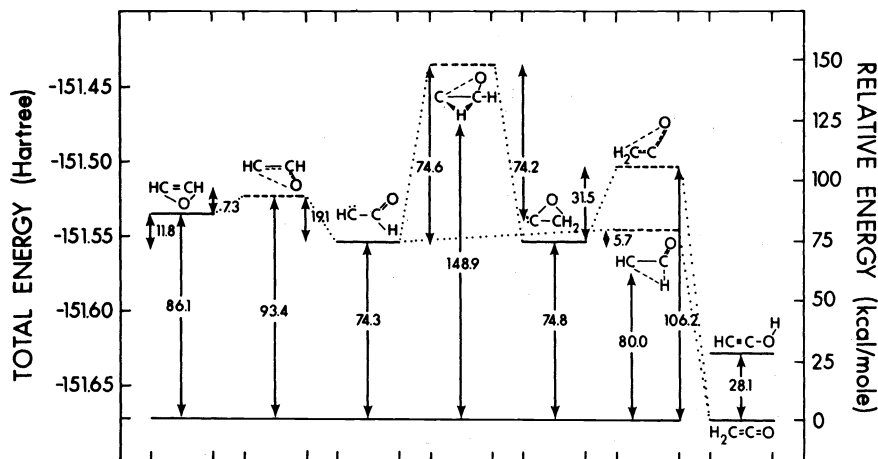 TOTAL ENERGY (Hartree)
-151.45
-151.50
-151.55
-151.60
-151.65
RELATIVE ENERGY (kcal/mole)
150
125
100
75
50
25
0
HC=CH
O
7.3
11.8
86.1
HC CH
O
93.4
19.1
HC̈-C
O
H
74.3
74.6
O
C C-H
H
148.9
74.2
O
C̈ CH2
74.8
31.5
O
H2C=C
5.7
HC C
O
H
80.0
106.2
H
HC≡C-O
28.1
H2C=C=O